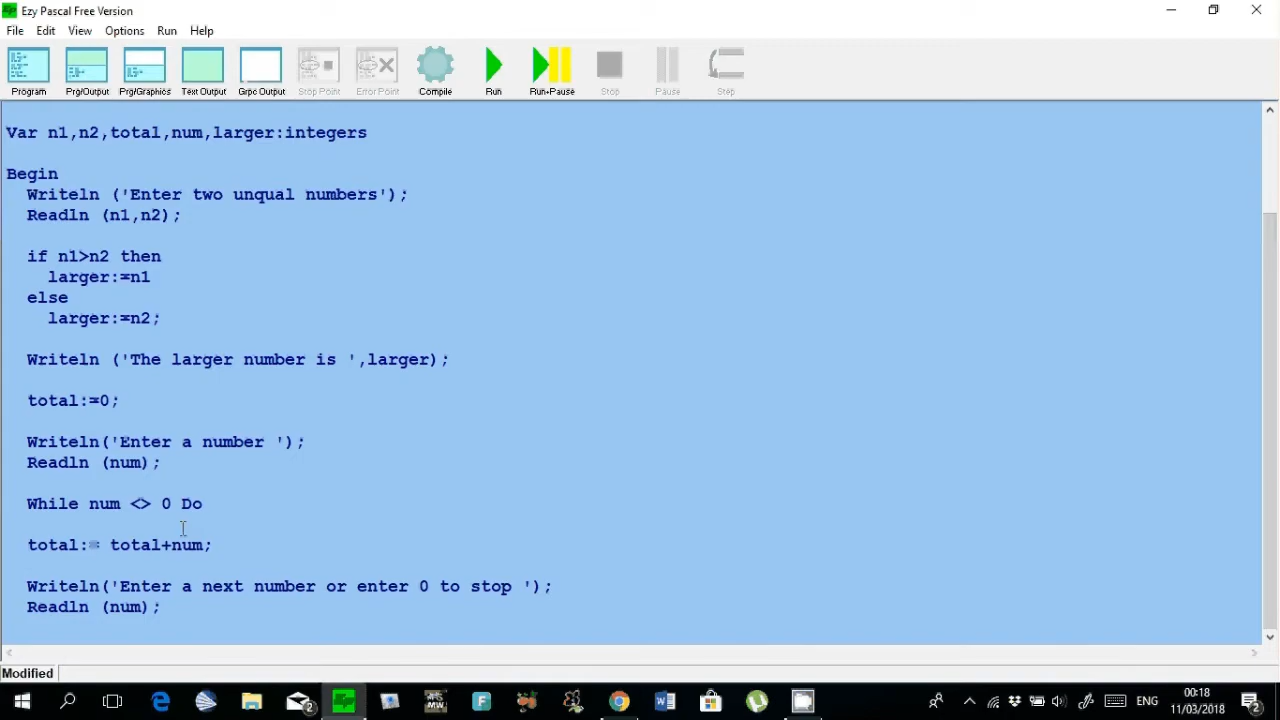 Ezy Pascal Free Version
File Edit View Options Run Help
Program Prg/Output Prg/Graphics Text Output Grpc Output Stop Point Error Point Compile Run Run+Pause Stop Pause Step
Var n1,n2,total,num,larger:integers
Begin
Writeln ('Enter two unqual numbers');
Readln (n1,n2);
if n1>n2 then
larger:=n1
else
larger:=n2;
Writeln ('The larger number is ',larger);
total:=0;
Writeln('Enter a number ');
Readln (num);
While num <> 0 Do
total:= total+num;
Writeln('Enter a next number or enter 0 to stop ');
Readln (num);
Modified
ENG
00:18
11/03/2018